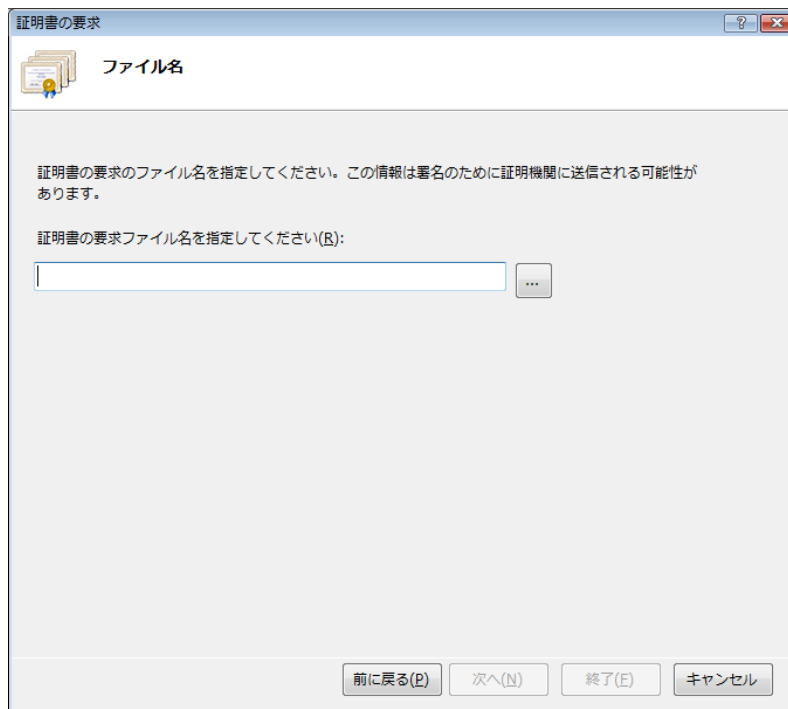 証明書の要求
ファイル名
証明書の要求のファイル名を指定してください。この情報は署名のために証明機関に送信される可能性が
あります。
証明書の要求ファイル名を指定してください(R):
...
前に戻る(P) 次へ(N) 終了(F) キャンセル